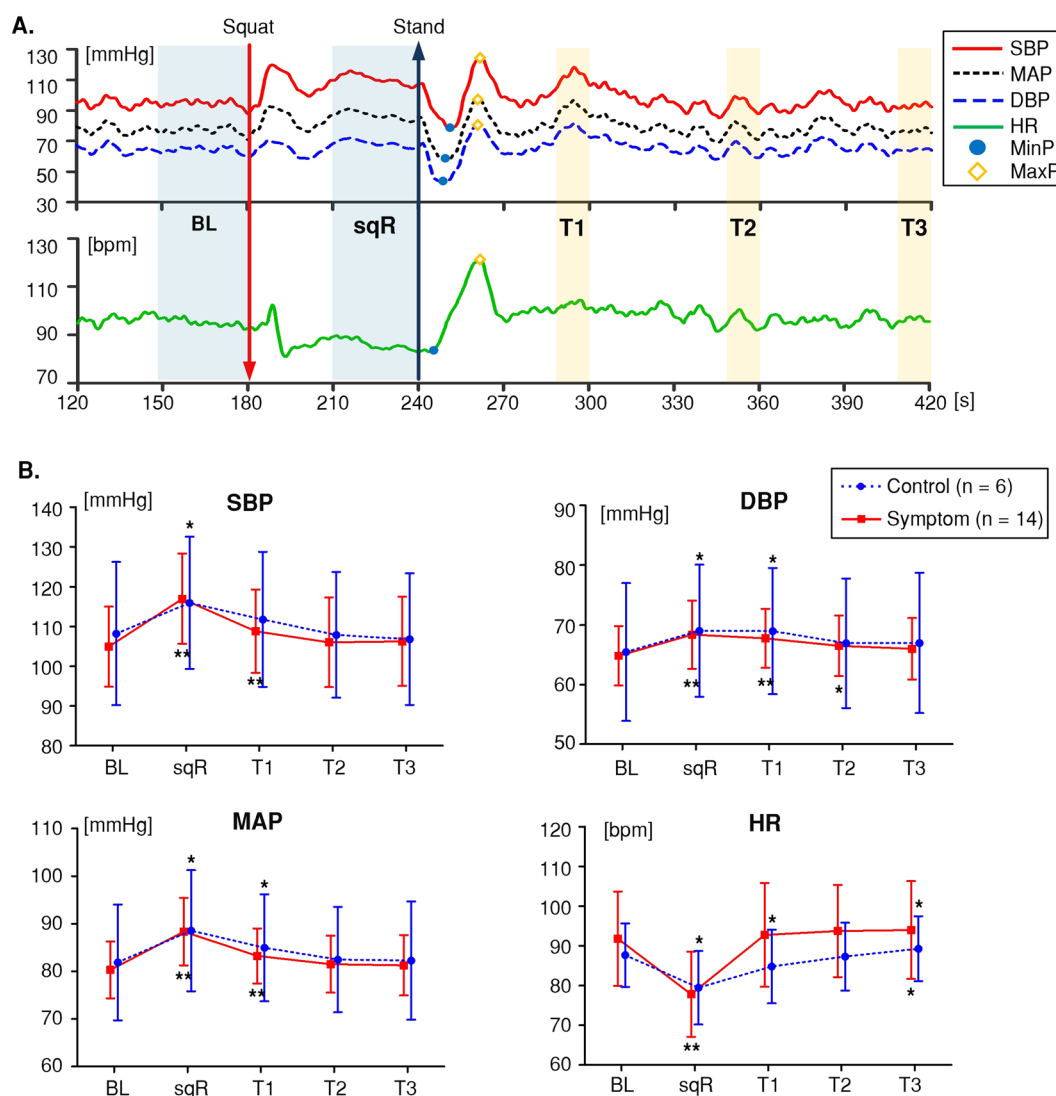 A.
Squat
Stand
[mmHg]
130
110
90
70
50
30
BL
sqR
T1
T2
T3
SBP
MAP
DBP
HR
MinP
MaxP
[bpm]
130
110
90
70
120 150 180 210 240 270 300 330 360 390 420 [s]
B.
Control (n = 6)
Symptom (n = 14)
[mmHg]
SBP
140
130
120
110
100
90
80
*
**
**
BL sqR T1 T2 T3
[mmHg]
DBP
90
80
70
60
50
* *
** ** *
BL sqR T1 T2 T3
[mmHg]
MAP
110
100
90
80
70
60
* *
** **
BL sqR T1 T2 T3
[bpm]
HR
120
110
100
90
80
70
60
* * *
** *
BL sqR T1 T2 T3